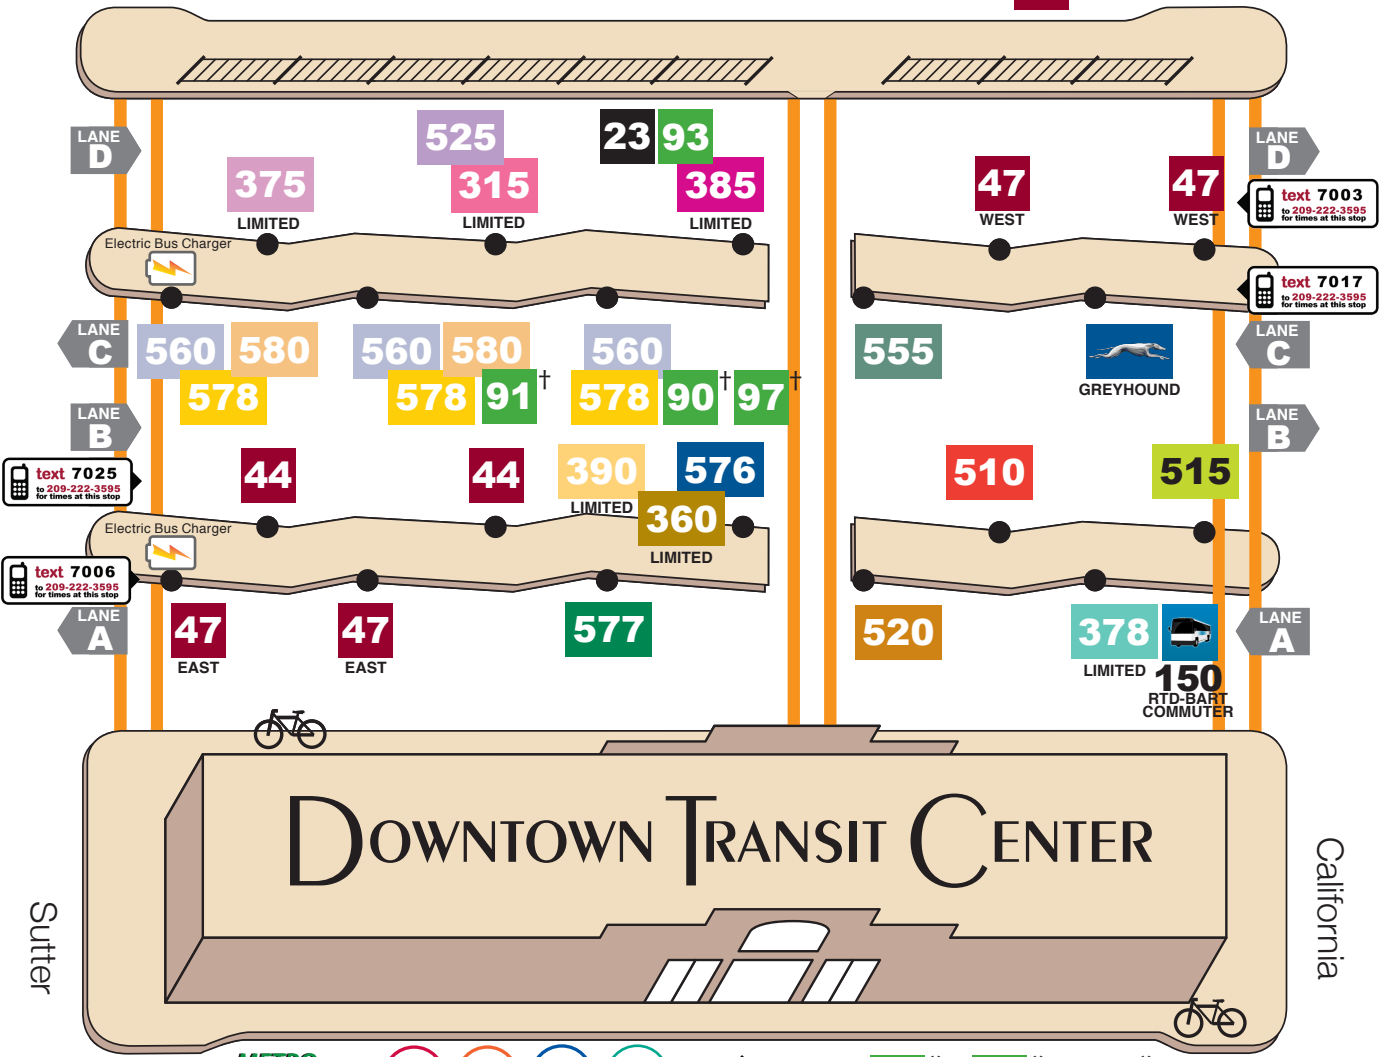 LANE
D
525
23
93
LANE
D
375
LIMITED
315
LIMITED
385
LIMITED
47
WEST
47
WEST
text 7003
to 209-222-3595
for times at this stop
Electric Bus Charger
text 7017
to 209-222-3595
for times at this stop
LANE
C
560
580
578
560
580
578
91†
560
578
90†
97†
555
GREYHOUND
LANE
C
LANE
B
LANE
B
text 7025
to 209-222-3595
for times at this stop
44
44
390
LIMITED
576
360
LIMITED
510
515
Electric Bus Charger
text 7006
to 209-222-3595
for times at this stop
LANE
A
47
EAST
47
EAST
577
520
378
LIMITED
150
RTD-BART
COMMUTER
LANE
A
DOWNTOWN TRANSIT CENTER
Sutter
California
METRO